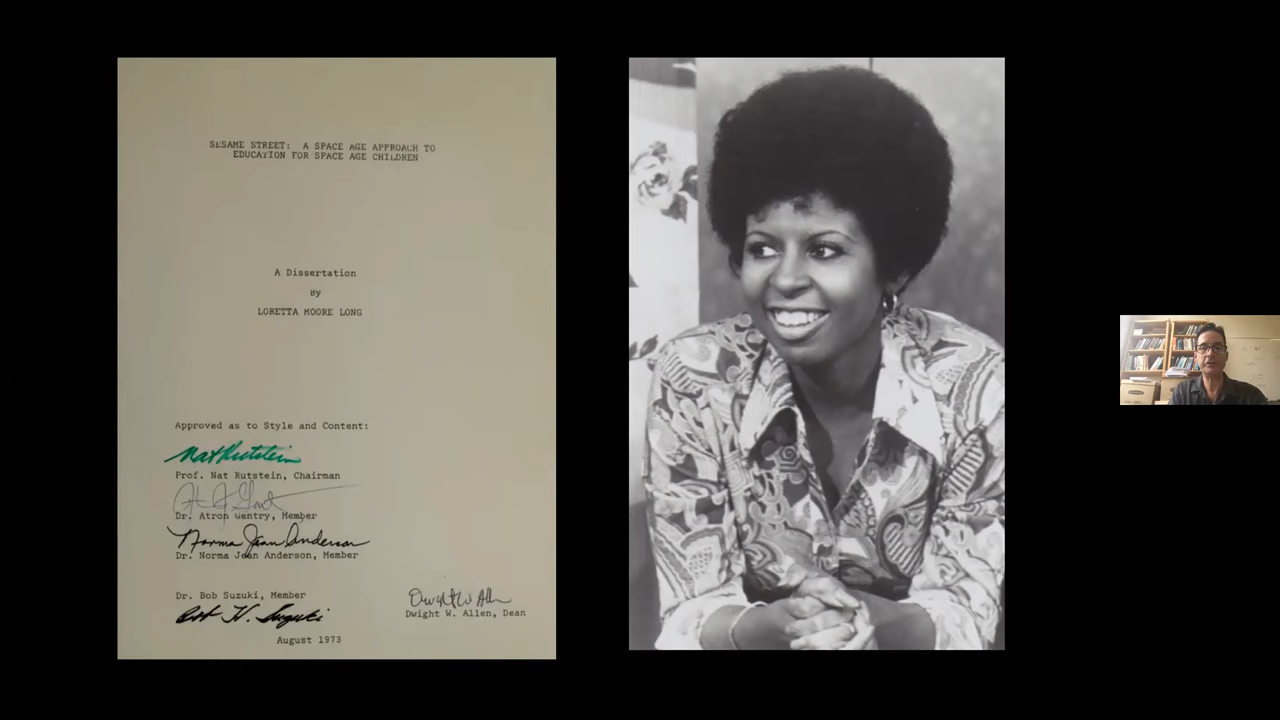 SESAME STREET: A SPACE AGE APPROACH TO
EDUCATION FOR SPACE AGE CHILDREN
A Dissertation
By
LORETTA MOORE LONG
Approved as to Style and Content:
Nat Rutstein
Prof. Nat Rutstein, Chairman
Dr. Atron Gentry, Member
Norma Jean Anderson
Dr. Norma Jean Anderson, Member
Dr. Bob Suzuki, Member
Bob H. Suzuki
Dwight W. Allen
Dwight W. Allen, Dean
August 1973